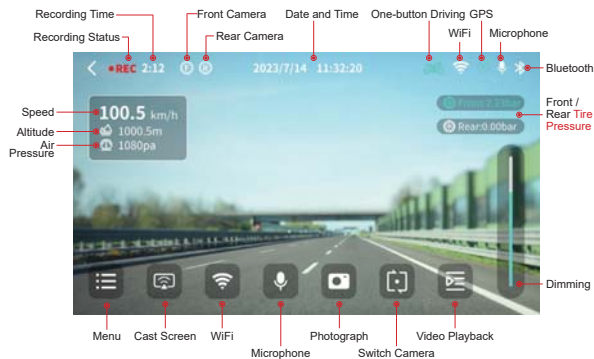 Recording Time
Front Camera
Date and Time
One-button Driving
GPS
Recording Status
Rear Camera
WiFi
Microphone
REC 2:12
F
R
2023/7/14 11:32:20
Bluetooth
Speed
100.5 km/h
Front:2.23bar
Front /
Rear Tire
Pressure
Altitude
1000.5m
Rear:0.00bar
Air
Pressure
1080pa
Dimming
Menu
Cast Screen
WiFi
Microphone
Photograph
Switch Camera
Video Playback